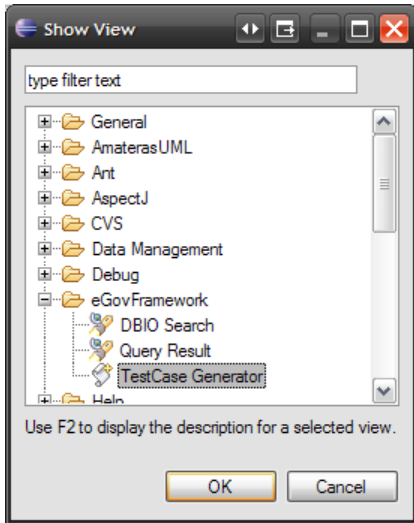 Show View
type filter text
General
AmaterasUML
Ant
AspectJ
CVS
Data Management
Debug
eGovFramework
DBIO Search
Query Result
TestCase Generator
Help
Use F2 to display the description for a selected view.
OK Cancel